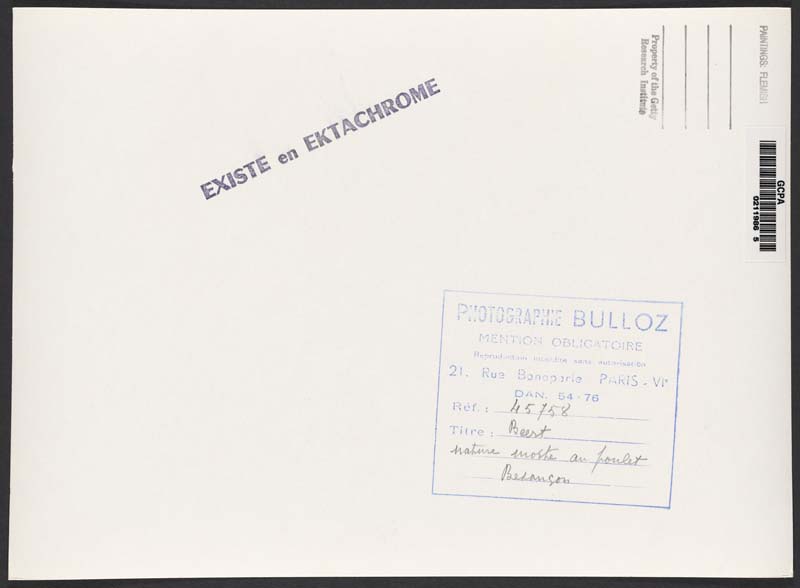 EXISTE en EKTACHROME
Property of the Getty
Research Institute
PAINTINGS: FLEMISH
GCPA
0211986 5
PHOTOGRAPHIE BULLOZ
MENTION OBLIGATOIRE
Reproduction interdite sans autorisation
21, Rue Bonaparte PARIS - VIe
DAN. 54-76
Réf.: 45758
Titre: Beert
nature morte au poulet
Besançon